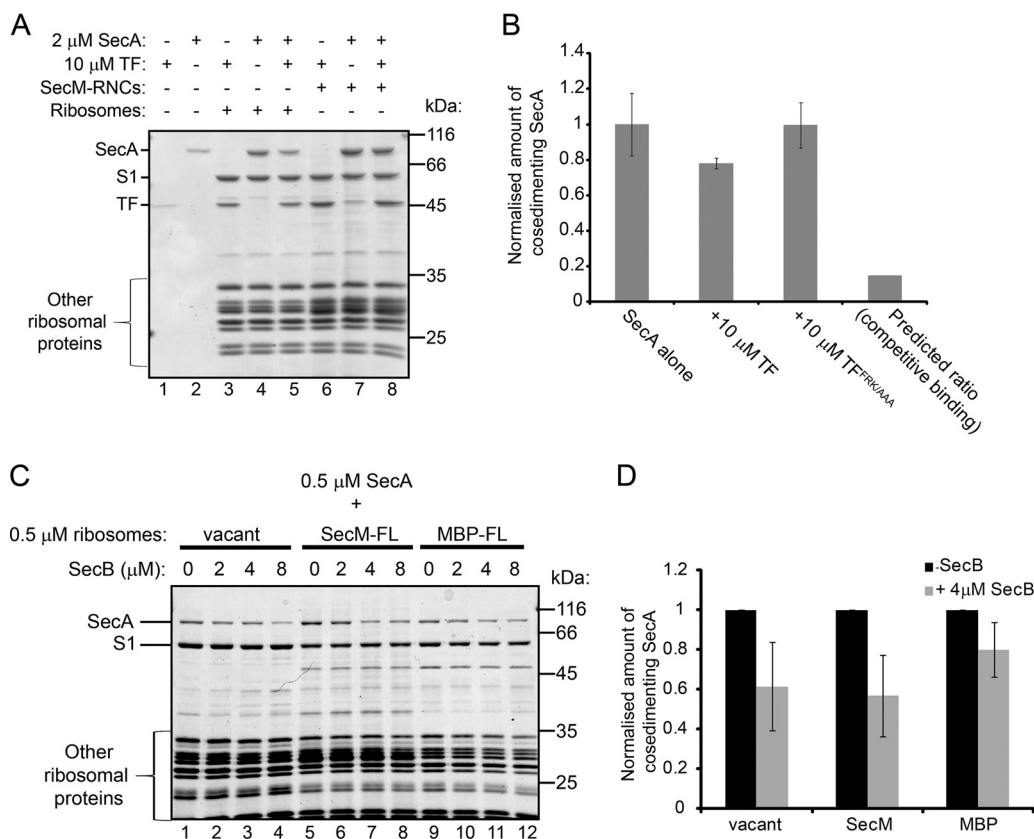 A
2 μM SecA: - + - + + - + +
10 μM TF: + - + - + + - +
SecM-RNCs: - - - - - + + +
Ribosomes: - - + + + - - -
kDa:
SecA
116
66
S1
TF
45
35
Other
ribosomal
proteins
25
1 2 3 4 5 6 7 8
B
Normalised amount of
cosedimenting SecA
1.4
1.2
1
0.8
0.6
0.4
0.2
0
SecA alone
+10 μM TF
+10 μM TFFRK/AAA
Predicted ratio
(competitive binding)
C
0.5 μM SecA
+
0.5 μM ribosomes: vacant SecM-FL MBP-FL
SecB (μM): 0 2 4 8 0 2 4 8 0 2 4 8
kDa:
SecA
116
S1
66
45
35
Other
ribosomal
proteins
25
1 2 3 4 5 6 7 8 9 10 11 12
D
Normalised amount of
cosedimenting SecA
1.2
1
0.8
0.6
0.4
0.2
0
-SecB
+ 4μM SecB
vacant SecM MBP